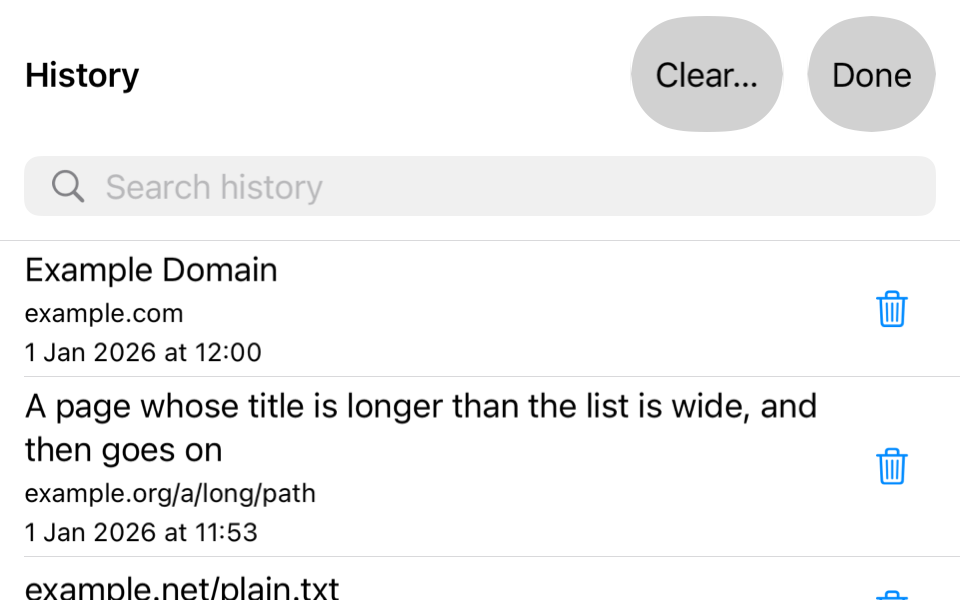 History
Clear...
Done
Search history
Example Domain
example.com
1 Jan 2026 at 12:00
A page whose title is longer than the list is wide, and
then goes on
example.org/a/long/path
1 Jan 2026 at 11:53
example.net/plain.txt